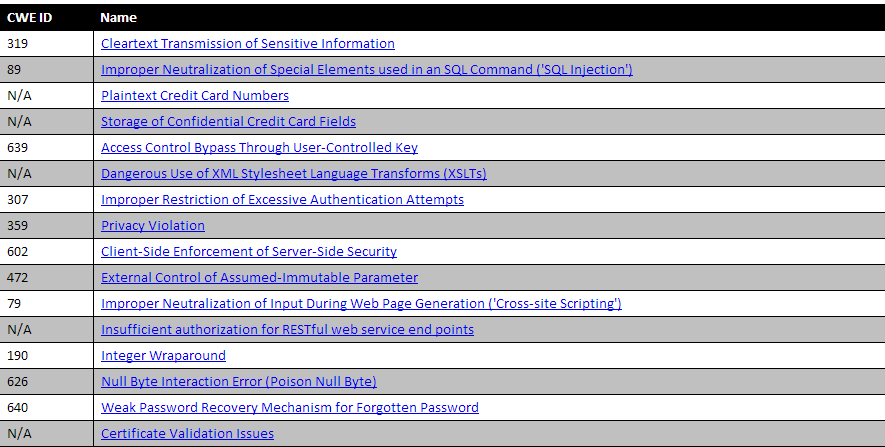 CWE ID Name
319 Cleartext Transmission of Sensitive Information
89 Improper Neutralization of Special Elements used in an SQL Command ('SQL Injection')
N/A Plaintext Credit Card Numbers
N/A Storage of Confidential Credit Card Fields
639 Access Control Bypass Through User-Controlled Key
N/A Dangerous Use of XML Stylesheet Language Transforms (XSLTs)
307 Improper Restriction of Excessive Authentication Attempts
359 Privacy Violation
602 Client-Side Enforcement of Server-Side Security
472 External Control of Assumed-Immutable Parameter
79 Improper Neutralization of Input During Web Page Generation ('Cross-site Scripting')
N/A Insufficient authorization for RESTful web service end points
190 Integer Wraparound
626 Null Byte Interaction Error (Poison Null Byte)
640 Weak Password Recovery Mechanism for Forgotten Password
N/A Certificate Validation Issues